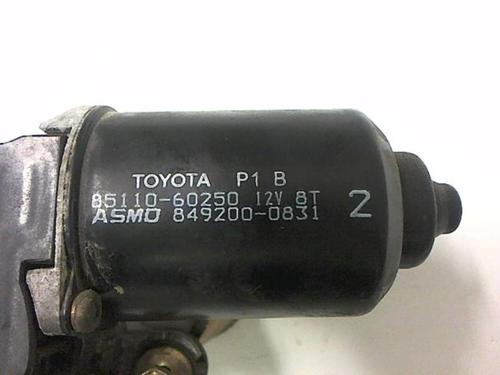 TOYOTA P1 B
85110-60250 12V 8T
ASMO 849200-0831 2